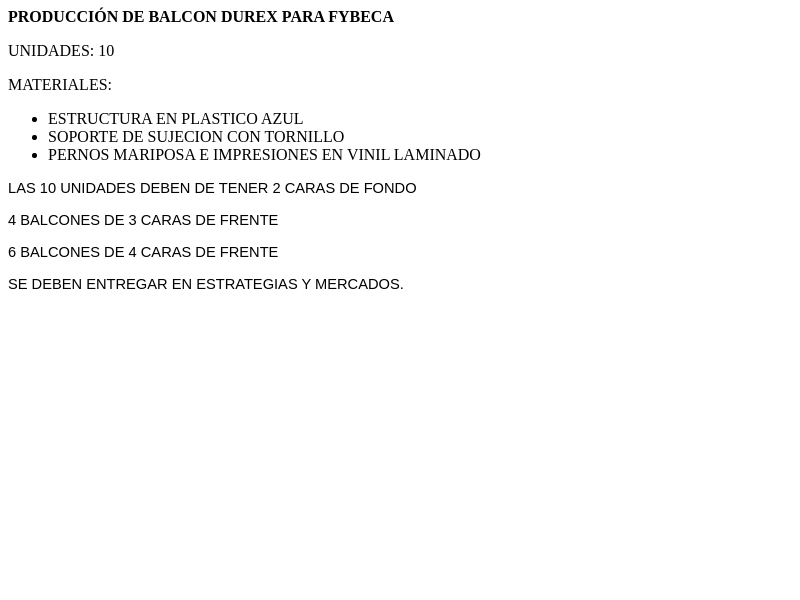 PRODUCCIÓN DE BALCON DUREX PARA FYBECA
UNIDADES: 10
MATERIALES:
• ESTRUCTURA EN PLASTICO AZUL
• SOPORTE DE SUJECION CON TORNILLO
• PERNOS MARIPOSA E IMPRESIONES EN VINIL LAMINADO
LAS 10 UNIDADES DEBEN DE TENER 2 CARAS DE FONDO
4 BALCONES DE 3 CARAS DE FRENTE
6 BALCONES DE 4 CARAS DE FRENTE
SE DEBEN ENTREGAR EN ESTRATEGIAS Y MERCADOS.